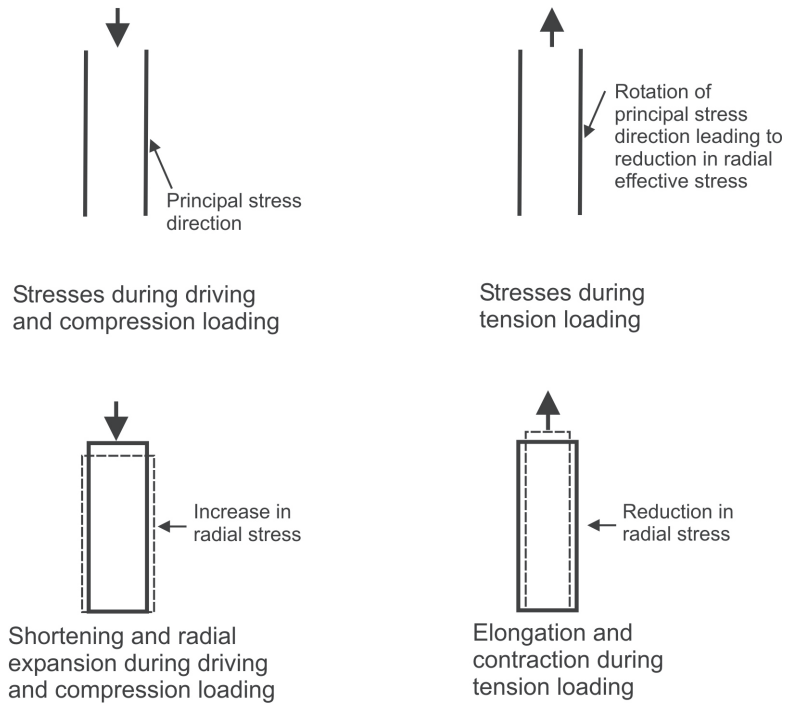 Principal stress
direction
Stresses during driving
and compression loading
Rotation of
principal stress
direction leading to
reduction in radial
effective stress
Stresses during
tension loading
Increase in
radial stress
Shortening and radial
expansion during driving
and compression loading
Reduction in
radial stress
Elongation and
contraction during
tension loading